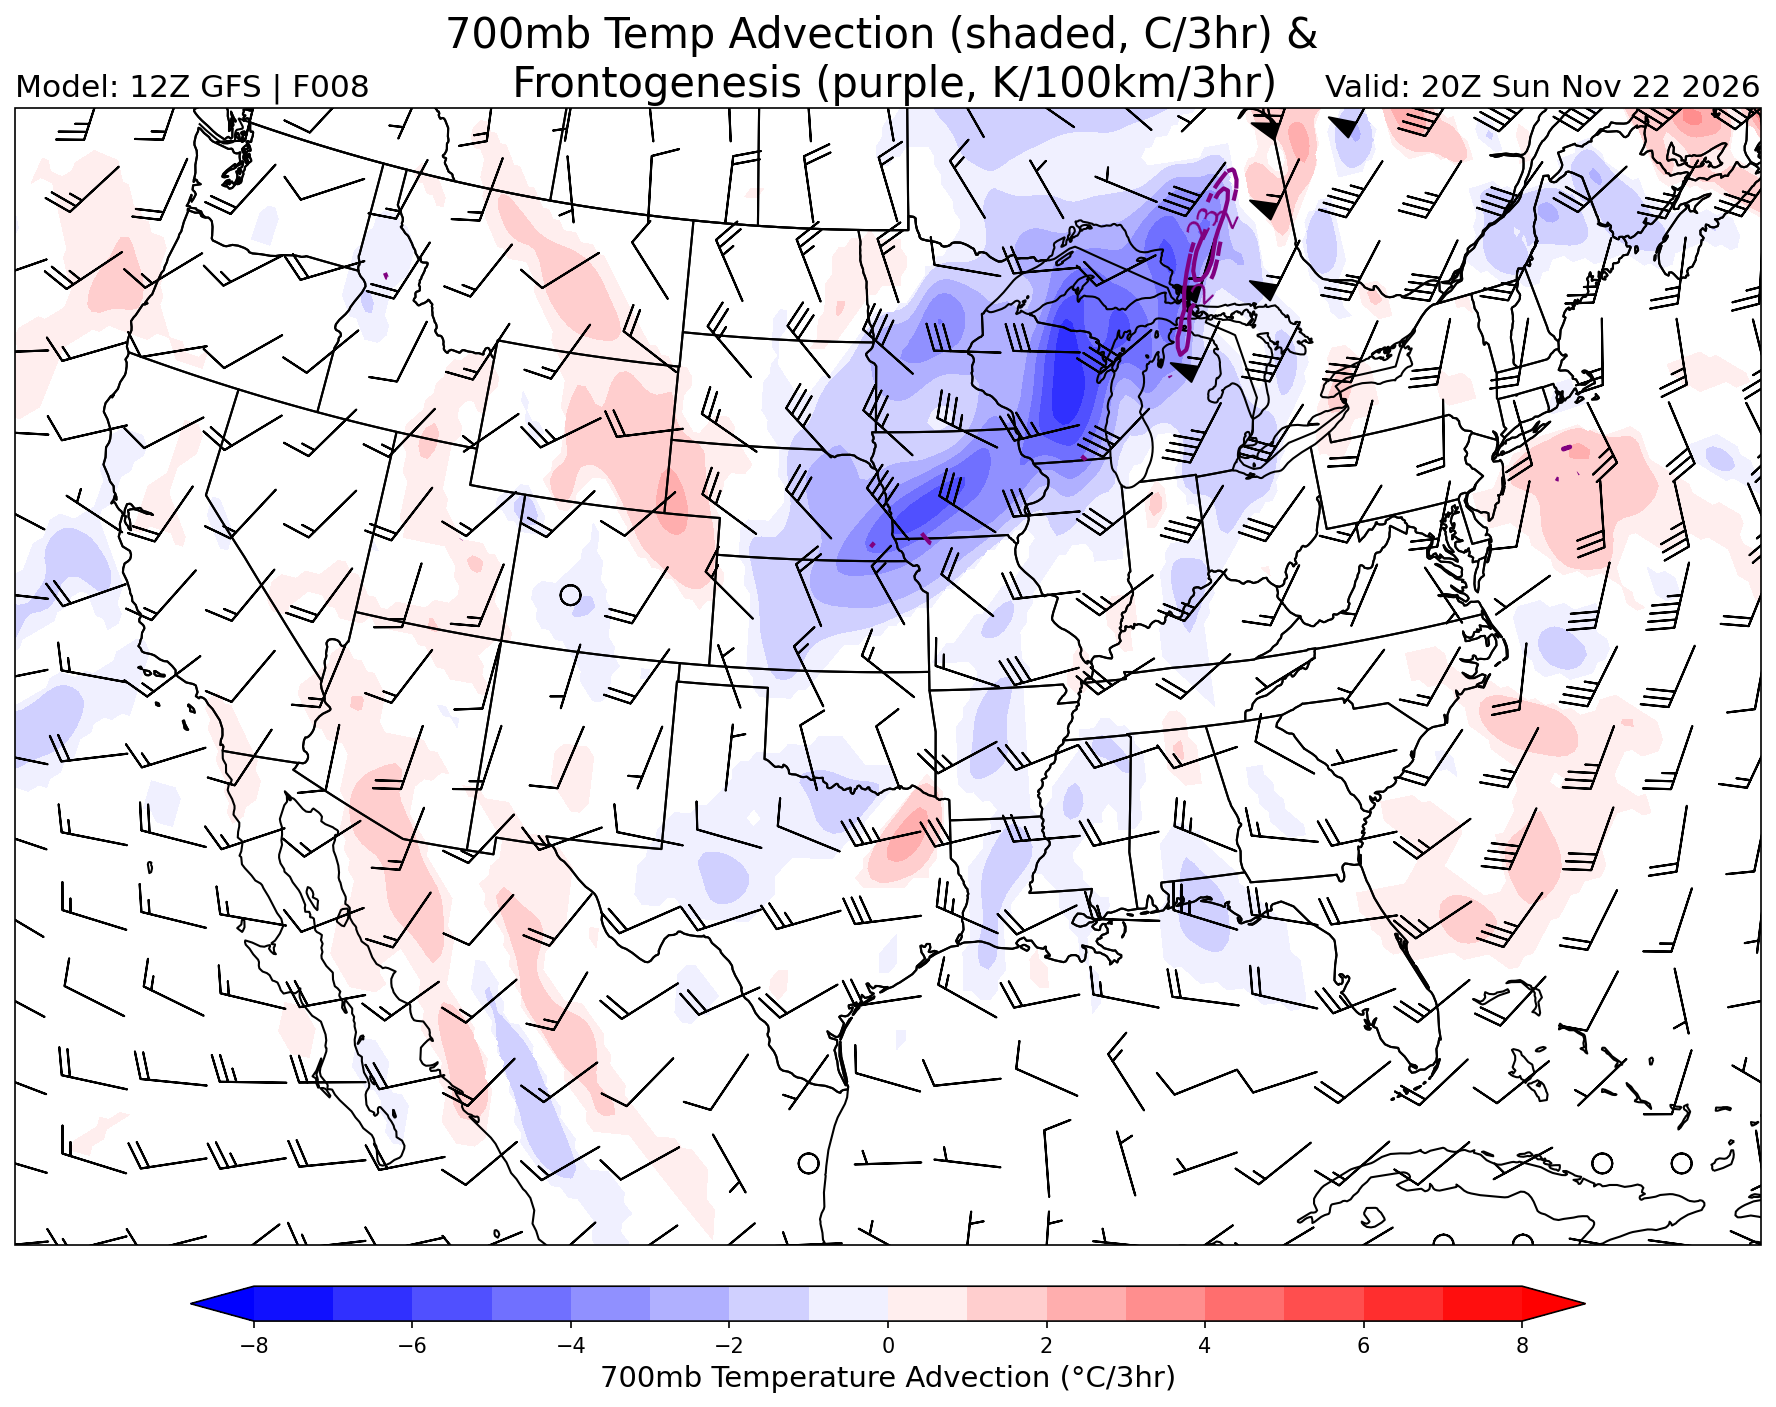 700mb Temp Advection (shaded, C/3hr) &
Model: 12Z GFS | F008
Frontogenesis (purple, K/100km/3hr)
Valid: 20Z Sun Nov 22 2026
−8 −6 −4 −2 0 2 4 6 8
700mb Temperature Advection (°C/3hr)